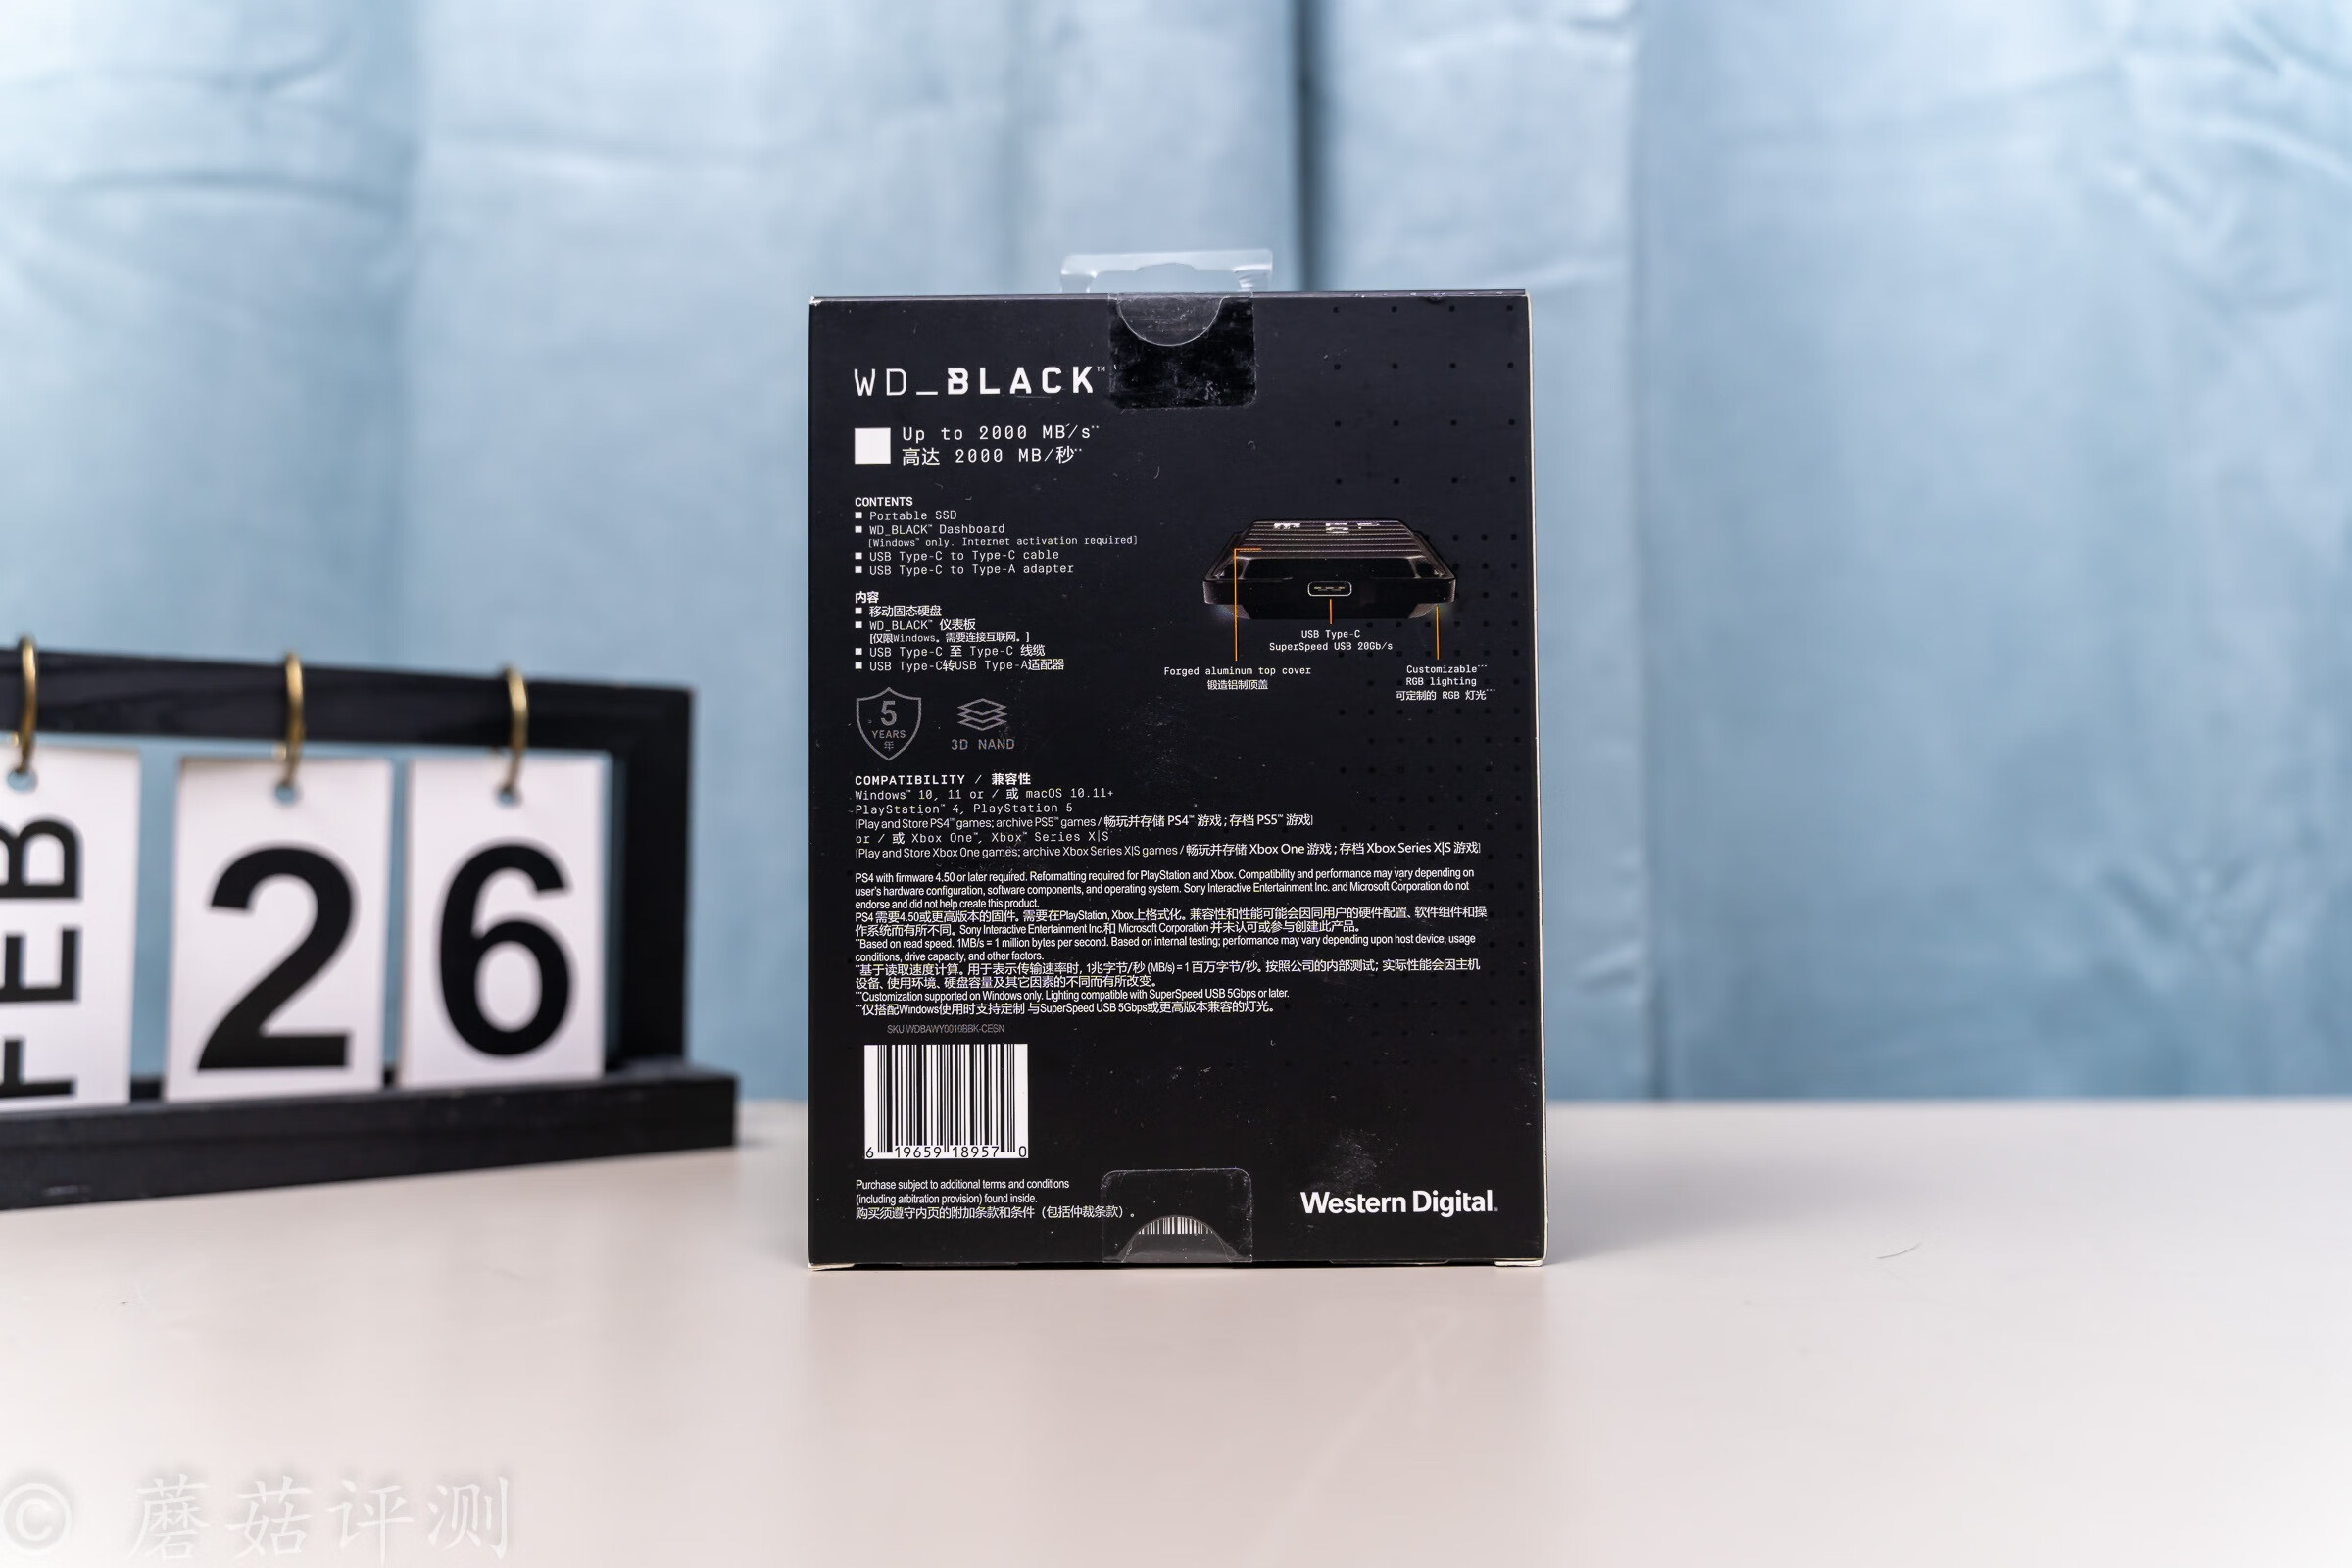 FEB
2
6
WD_BLACK™
Up to 2000 MB/s**
高达 2000 MB/秒**
CONTENTS
Portable SSD
WD_BLACK™ Dashboard
[Windows™ only. Internet activation required]
USB Type-C to Type-C cable
USB Type-C to Type-A adapter
内容
移动固态硬盘
WD_BLACK™ 仪表板
[仅限Windows。需要连接互联网。]
USB Type-C 至 Type-C 线缆
USB Type-C转USB Type-A适配器
USB Type-C
SuperSpeed USB 20Gb/s
Forged aluminum top cover
锻造铝制顶盖
Customizable***
RGB lighting
可定制的 RGB 灯光***
5
YEARS
年
3D NAND
COMPATIBILITY / 兼容性
Windows™ 10, 11 or / 或 macOS 10.11+
PlayStation™ 4, PlayStation 5
[Play and Store PS4™ games; archive PS5™ games / 畅玩并存储 PS4™ 游戏；存档 PS5™ 游戏]
or / 或 Xbox One™, Xbox™ Series X|S
[Play and Store Xbox One games; archive Xbox Series X|S games / 畅玩并存储 Xbox One 游戏；存档 Xbox Series X|S 游戏]
PS4 with firmware 4.50 or later required. Reformatting required for PlayStation and Xbox. Compatibility and performance may vary depending on
user's hardware configuration, software components, and operating system. Sony Interactive Entertainment Inc. and Microsoft Corporation do not
endorse and did not help create this product.
PS4 需要4.50或更高版本的固件。需要在PlayStation, Xbox上格式化。兼容性和性能可能会因同用户的硬件配置、软件组件和操
作系统而有所不同。Sony Interactive Entertainment Inc.和 Microsoft Corporation 并未认可或参与创建此产品。
**Based on read speed. 1MB/s = 1 million bytes per second. Based on internal testing; performance may vary depending upon host device, usage
conditions, drive capacity, and other factors.
**基于读取速度计算。用于表示传输速率时，1兆字节/秒 (MB/s) = 1 百万字节/秒。按照公司的内部测试；实际性能会因主机
设备、使用环境、硬盘容量及其它因素的不同而有所改变。
***Customization supported on Windows only. Lighting compatible with SuperSpeed USB 5Gbps or later.
***仅搭配Windows使用时支持定制 与SuperSpeed USB 5Gbps或更高版本兼容的灯光。
SKU WDBAWY0010BBK-CESN
6 19659 18957 0
Purchase subject to additional terms and conditions
(including arbitration provision) found inside.
购买须遵守内页的附加条款和条件（包括仲裁条款）。
Western Digital.
© 蘑菇评测